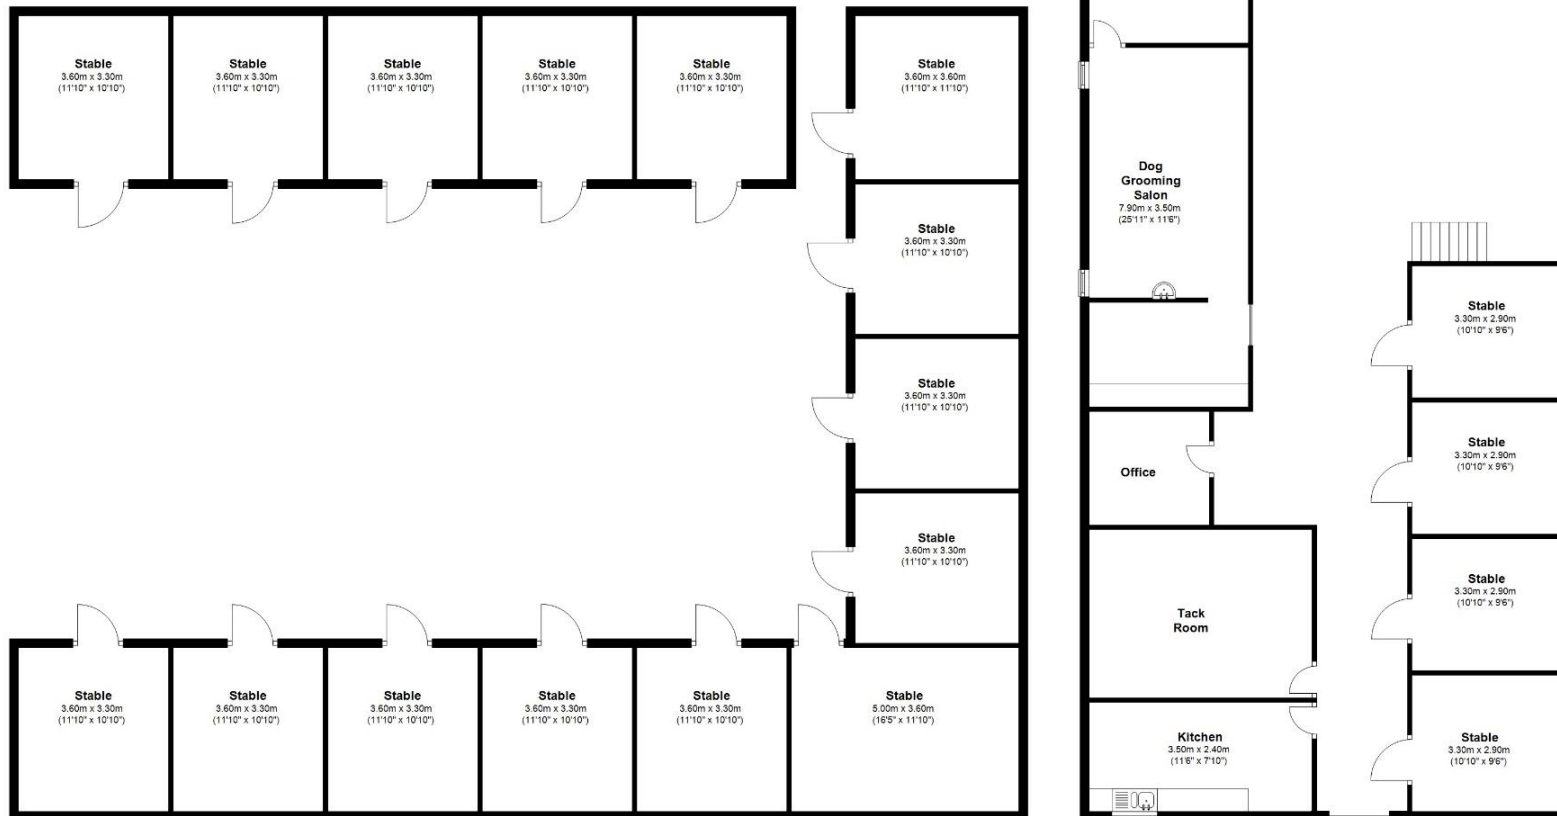 Stable
3.60m x 3.30m
(11'10" x 10'10")
Stable
3.60m x 3.30m
(11'10" x 10'10")
Stable
3.60m x 3.30m
(11'10" x 10'10")
Stable
3.60m x 3.30m
(11'10" x 10'10")
Stable
3.60m x 3.30m
(11'10" x 10'10")
Stable
3.60m x 3.60m
(11'10" x 11'10")
Stable
3.60m x 3.30m
(11'10" x 10'10")
Stable
3.60m x 3.30m
(11'10" x 10'10")
Stable
3.60m x 3.30m
(11'10" x 10'10")
Stable
3.60m x 3.30m
(11'10" x 10'10")
Stable
3.60m x 3.30m
(11'10" x 10'10")
Stable
3.60m x 3.30m
(11'10" x 10'10")
Stable
3.60m x 3.30m
(11'10" x 10'10")
Stable
3.60m x 3.30m
(11'10" x 10'10")
Stable
5.00m x 3.60m
(16'5" x 11'10")
Dog
Grooming
Salon
7.90m x 3.50m
(25'11" x 11'6")
Office
Tack
Room
Kitchen
3.50m x 2.40m
(11'6" x 7'10")
Stable
3.30m x 2.90m
(10'10" x 9'6")
Stable
3.30m x 2.90m
(10'10" x 9'6")
Stable
3.30m x 2.90m
(10'10" x 9'6")
Stable
3.30m x 2.90m
(10'10" x 9'6")